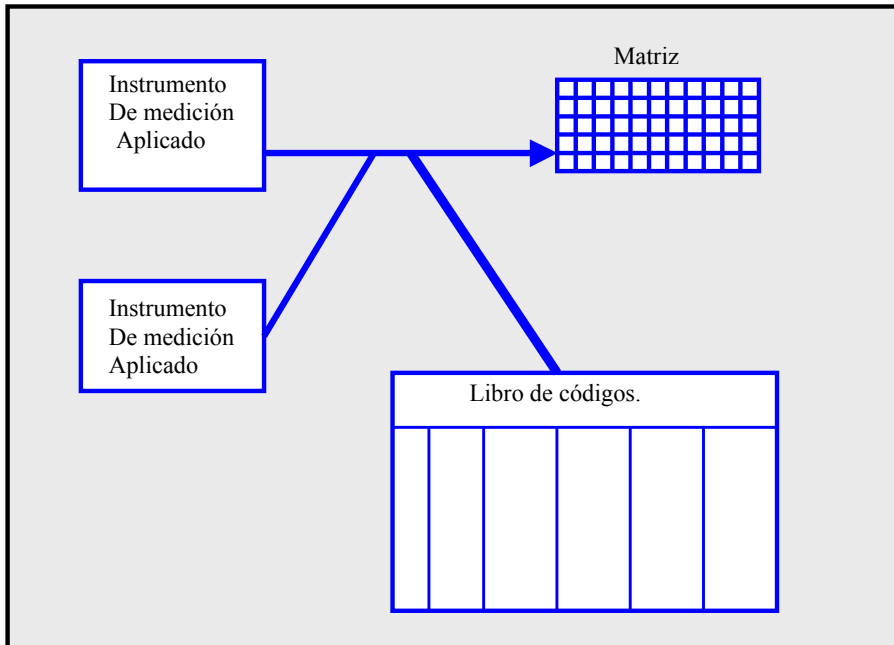 Instrumento
De medición
Aplicado
Matriz
Instrumento
De medición
Aplicado
Libro de códigos.